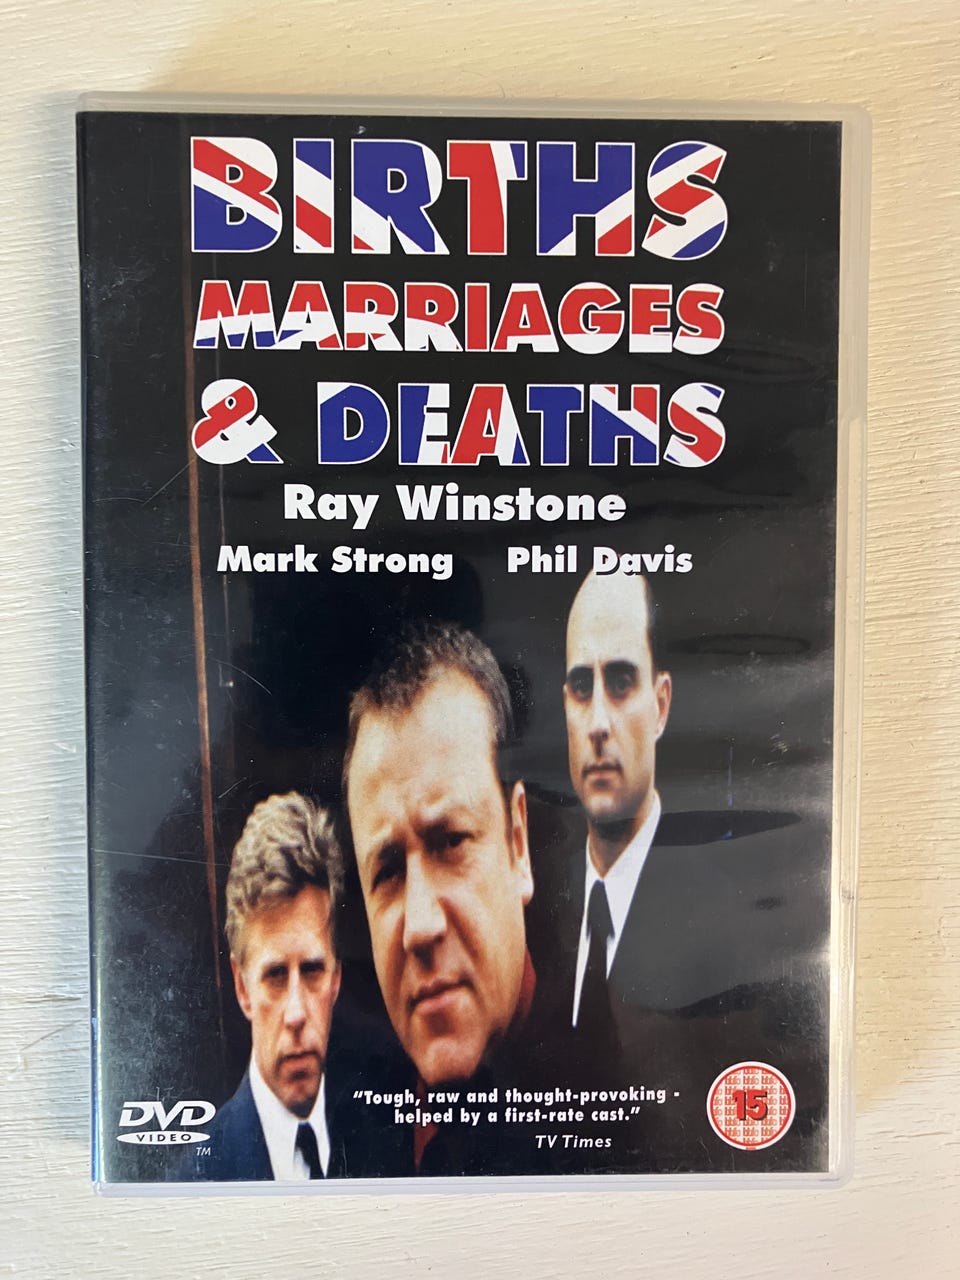 BIRTHS
MARRIAGES
& DEATHS
Ray Winstone
Mark Strong Phil Davis
"Tough, raw and thought-provoking -
helped by a first-rate cast."
TV Times
DVD
VIDEO
TM
15